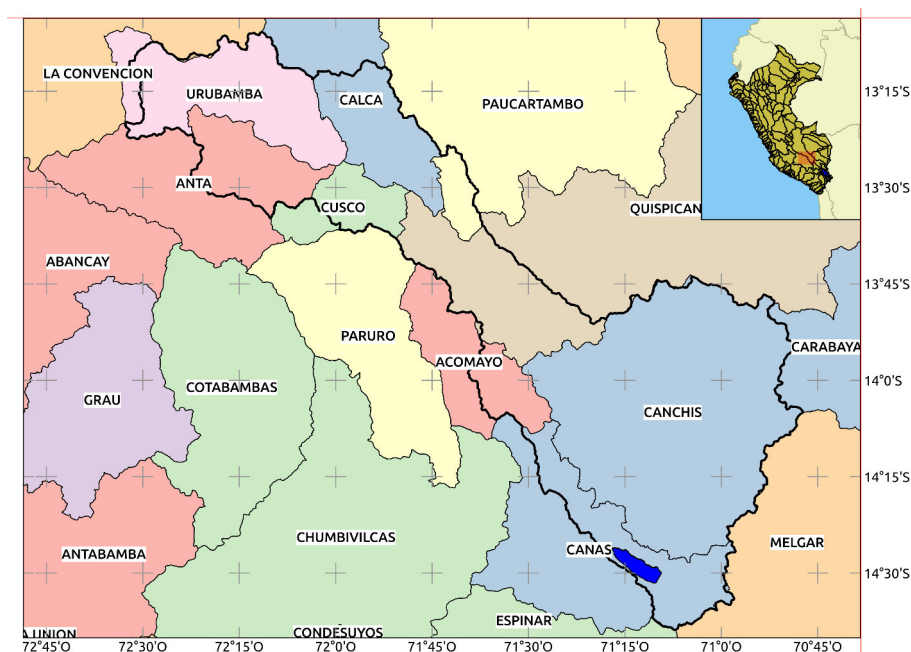 LA CONVENCION
URUBAMBA
CALCA
PAUCARTAMBO
13°15'S
ANTA
13°30'S
CUSCO
QUISPICAN
ABANCAY
13°45'S
PARURO
CARABAYA
ACOMAYO
COTABAMBAS
14°0'S
GRAU
CANCHIS
14°15'S
CHUMBIVILCAS
MELGAR
ANTABAMBA
CANAS
14°30'S
ESPINAR
A UNION
CONDESUYOS
72°45'O 72°30'O 72°15'O 72°0'O 71°45'O 71°30'O 71°15'O 71°0'O 70°45'O